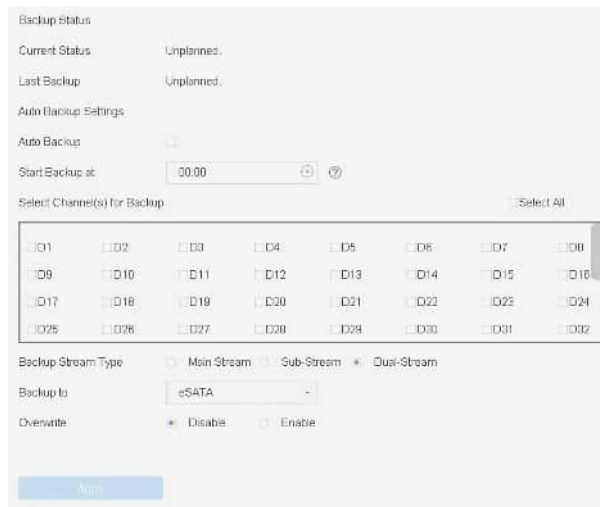 Backup Status
Current Status Unplanned.
Last Backup Unplanned.
Auto Backup Settings
Auto Backup
Start Backup at 00:00
Select Channel(s) for Backup Select All
D1 D2 D3 D4 D5 D6 D7 D8
D9 D10 D11 D12 D13 D14 D15 D16
D17 D18 D19 D20 D21 D22 D23 D24
D25 D26 D27 D28 D29 D30 D31 D32
Backup Stream Type Main Stream Sub-Stream Dual-Stream
Backup to eSATA
Overwrite Disable Enable
Apply